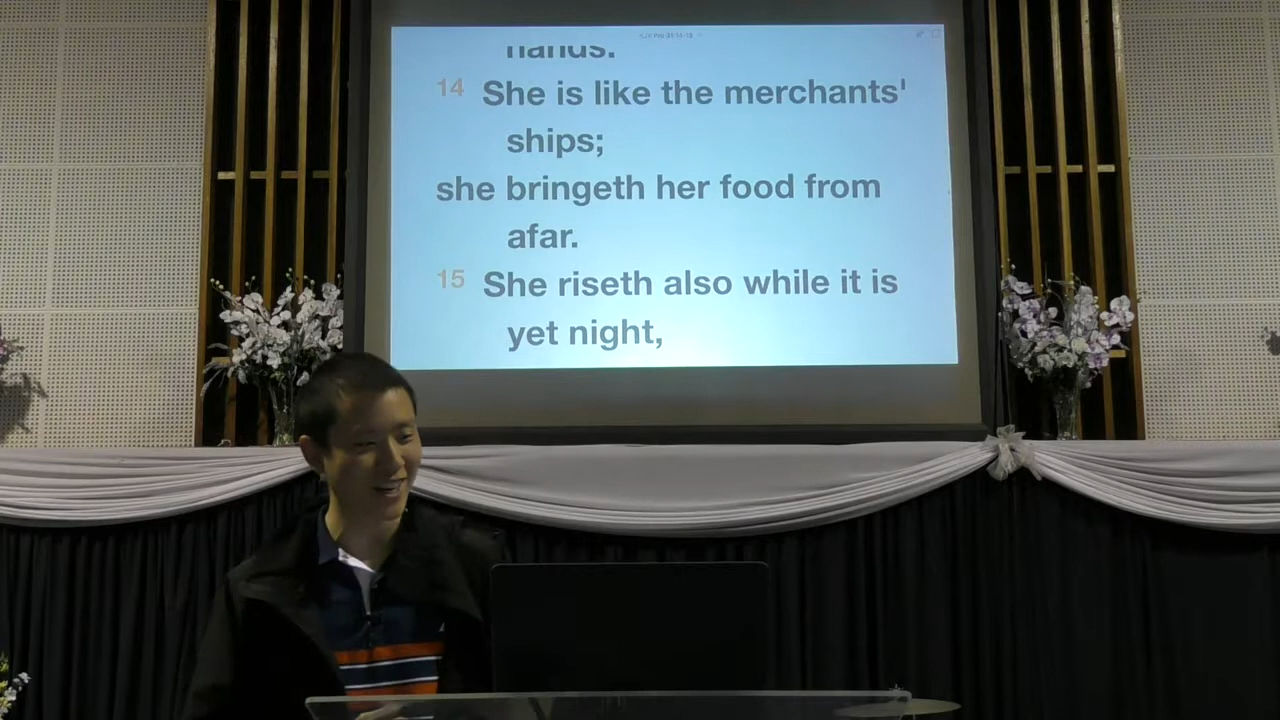 hands.
14 She is like the merchants'
ships;
she bringeth her food from
afar.
15 She riseth also while it is
yet night,